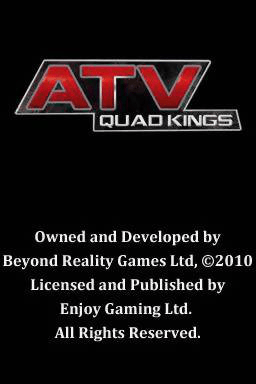 ATV
QUAD KINGS
Owned and Developed by
Beyond Reality Games Ltd, ©2010
Licensed and Published by
Enjoy Gaming Ltd.
All Rights Reserved.